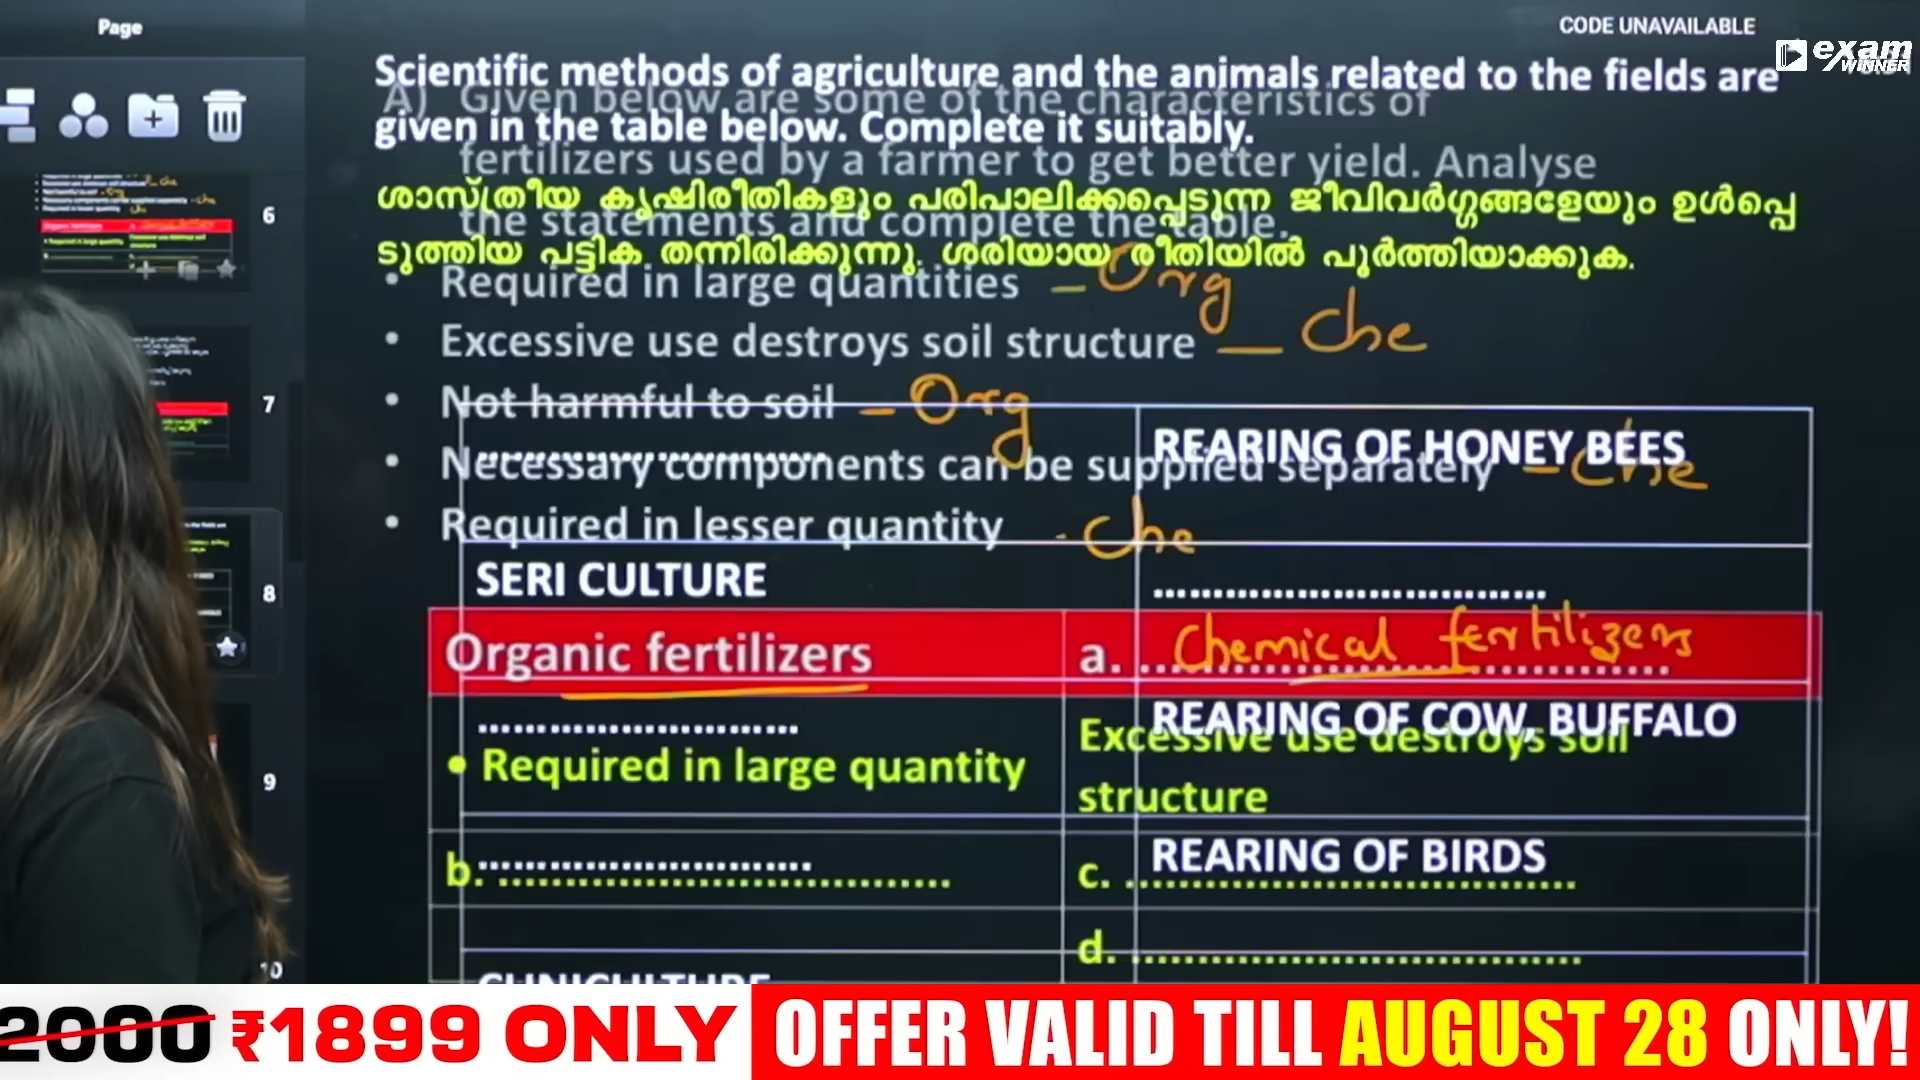 Page
CODE UNAVAILABLE
exam
WINNER
Scientific methods of agriculture and the animals related to the fields are
given in the table below. Complete it suitably.
ശാസ്ത്രീയ കൃഷിരീതികളും പരിപാലിക്കപ്പെടുന്ന ജീവിവർഗ്ഗങ്ങളേയും ഉൾപ്പെ
ടുത്തിയ പട്ടിക തന്നിരിക്കുന്നു. ശരിയായ രീതിയിൽ പൂർത്തിയാക്കുക.
A) Given below are some of the characteristics of
fertilizers used by a farmer to get better yield. Analyse
the statements and complete the table.
• Required in large quantities – Org
• Excessive use destroys soil structure — Che
• Not harmful to soil – Org
• Necessary components can be supplied separately – Che
• Required in lesser quantity - Che
............................ REARING OF HONEY BEES
SERI CULTURE ................................
Organic fertilizers a. Chemical fertilizers
.......................... REARING OF COW, BUFFALO
• Required in large quantity Excessive use destroys soil
structure
........................... REARING OF BIRDS
b. .................................... c. ....................................
d. ....................................
CUNICULTURE
6
7
8
9
10
2000 ₹1899 ONLY OFFER VALID TILL AUGUST 28 ONLY!